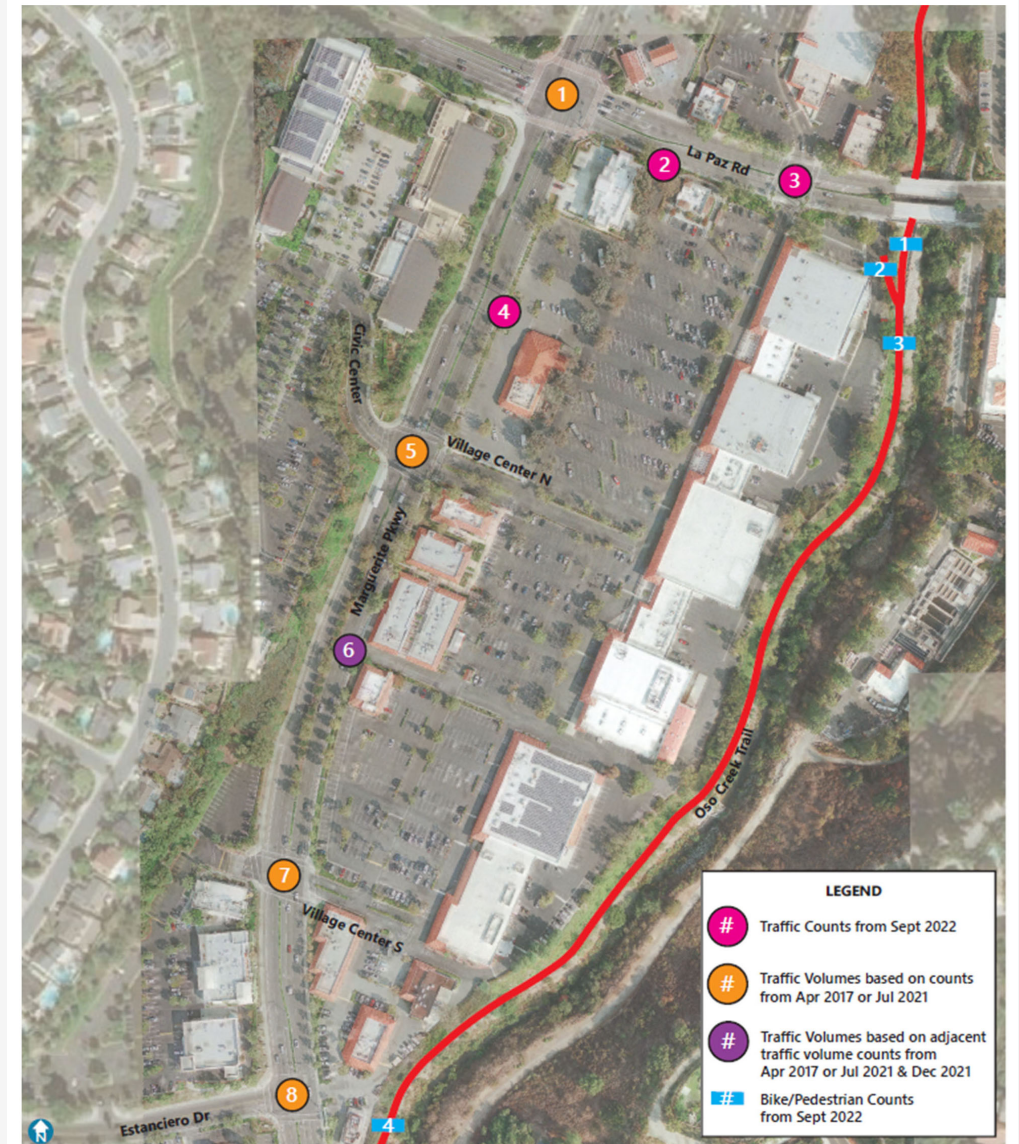 1
2
La Paz Rd
3
1
2
4
3
Civic Center
5
Village Center N
Marguerite Pkwy
6
Oso Creek Trail
7
Village Center S
LEGEND
# Traffic Counts from Sept 2022
# Traffic Volumes based on counts
from Apr 2017 or Jul 2021
# Traffic Volumes based on adjacent
traffic volume counts from
Apr 2017 or Jul 2021 & Dec 2021
# Bike/Pedestrian Counts
from Sept 2022
8
Estanciero Dr
4
N